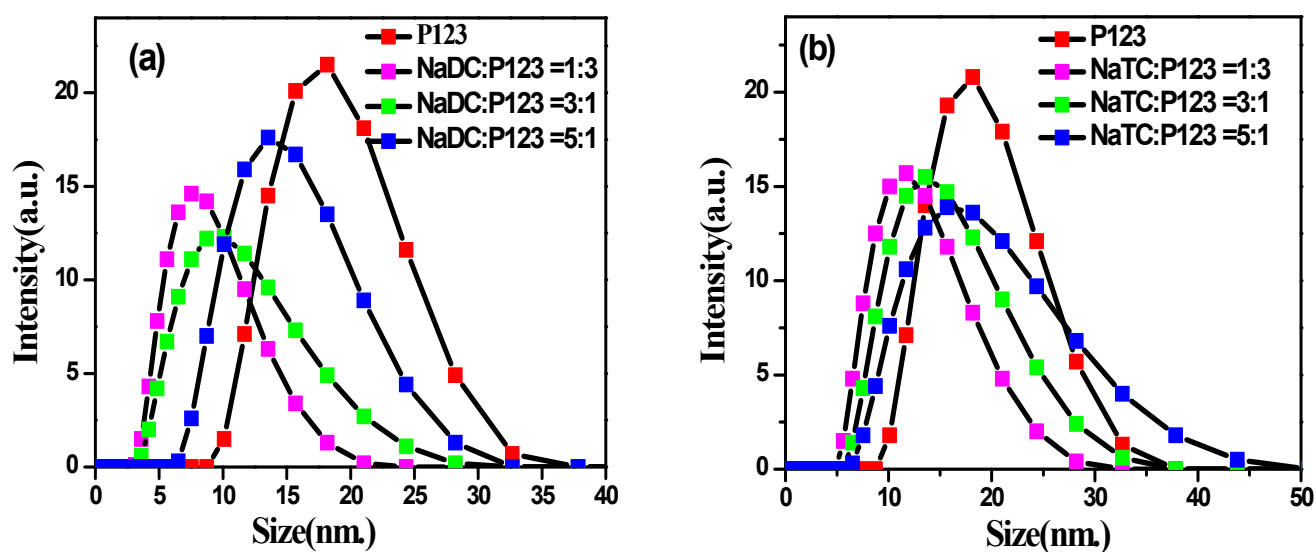 (a)
P123
NaDC:P123 =1:3
NaDC:P123 =3:1
NaDC:P123 =5:1
Intensity(a.u.)
20
15
10
5
0
0 5 10 15 20 25 30 35 40
Size(nm.)
(b)
P123
NaTC:P123 =1:3
NaTC:P123 =3:1
NaTC:P123 =5:1
Intensity(a.u.)
20
15
10
5
0
0 10 20 30 40 50
Size(nm.)